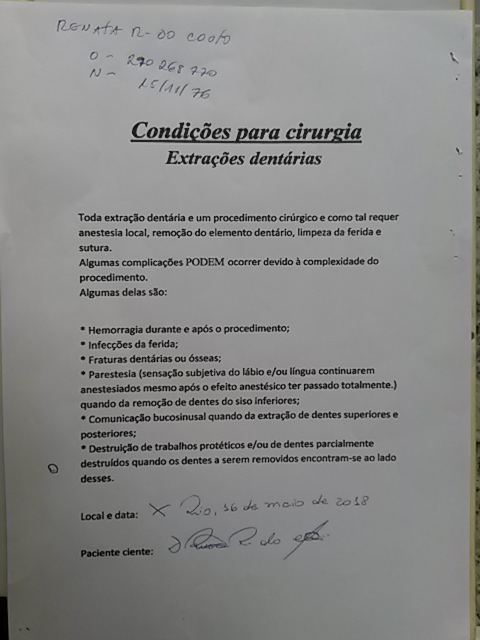 RENATA R. DO COUTO
O - 270 268 770
N - 15/11/76
Condições para cirurgia
Extrações dentárias
Toda extração dentária e um procedimento cirúrgico e como tal requer
anestesia local, remoção do elemento dentário, limpeza da ferida e
sutura.
Algumas complicações PODEM ocorrer devido à complexidade do
procedimento.
Algumas delas são:
* Hemorragia durante e após o procedimento;
* Infecções da ferida;
* Fraturas dentárias ou ósseas;
* Parestesia (sensação subjetiva do lábio e/ou língua continuarem
anestesiados mesmo após o efeito anestésico ter passado totalmente.)
quando da remoção de dentes do siso inferiores;
* Comunicação bucosinusal quando da extração de dentes superiores e
posteriores;
* Destruição de trabalhos protéticos e/ou de dentes parcialmente
destruídos quando os dentes a serem removidos encontram-se ao lado
desses.
Local e data: X Rio, 16 de maio de 2018
Paciente ciente: R. do